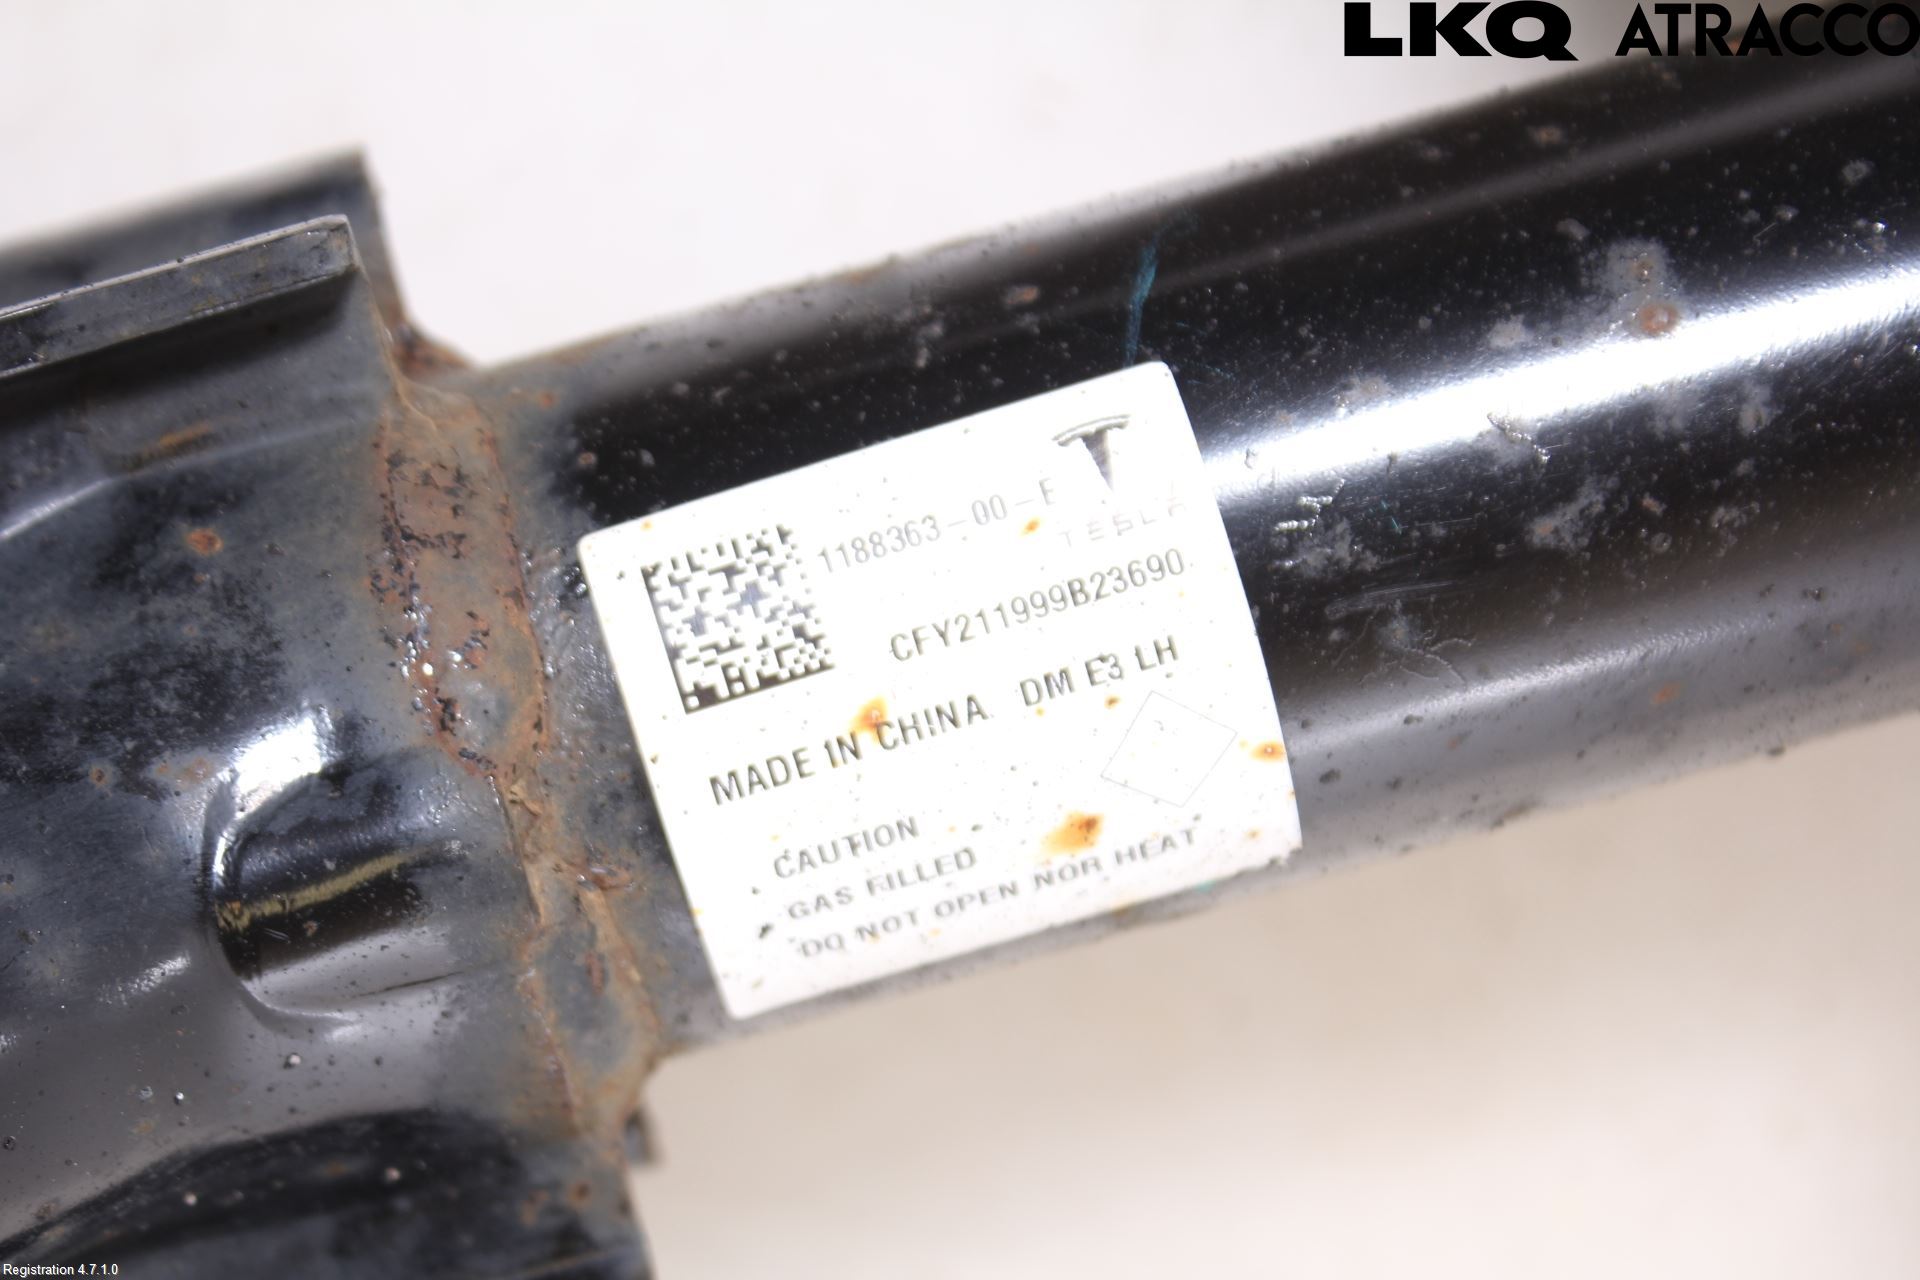 LKQ ATRACCO
1188363-00-E
TESLA
CFY211999B23690
MADE IN CHINA DM E3 LH
CAUTION
GAS FILLED
DO NOT OPEN NOR HEAT
Registration 4.7.1.0